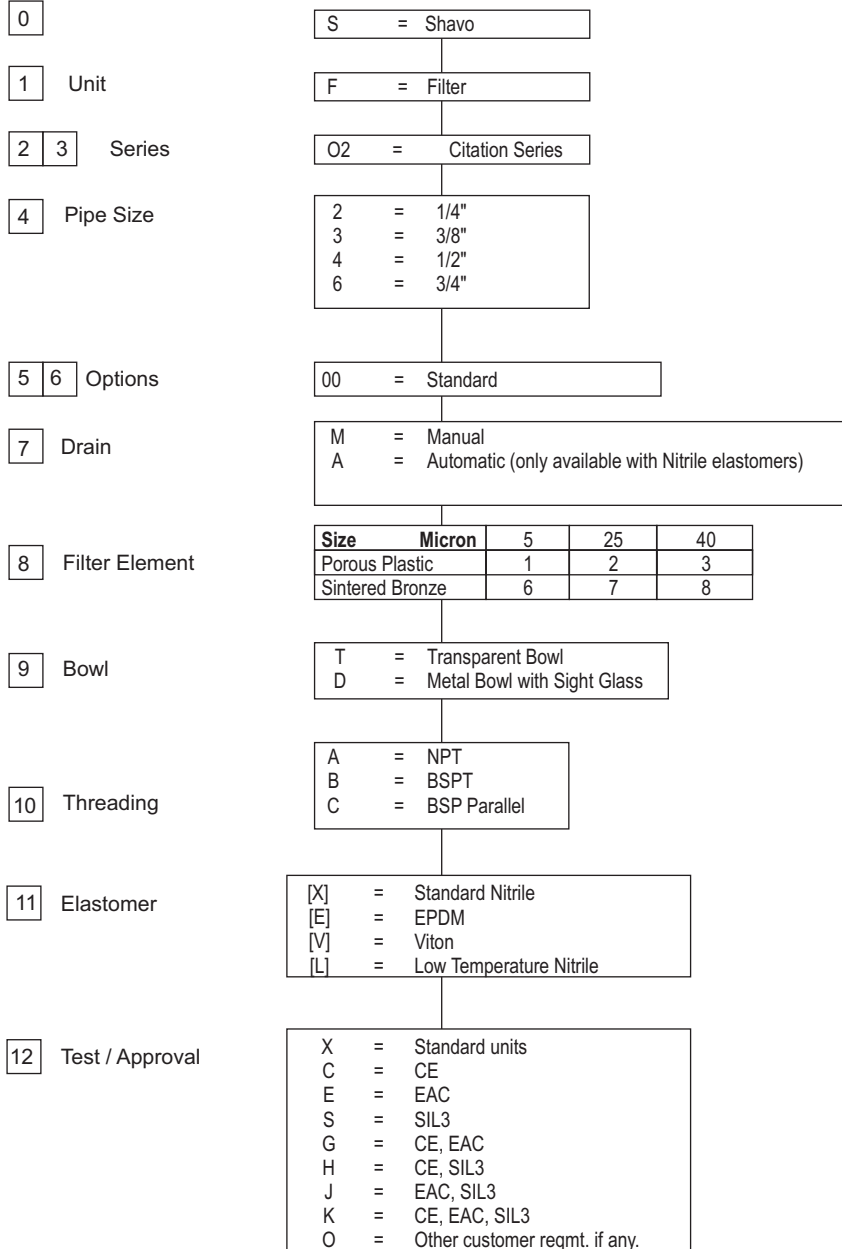 0 S = Shavo
1 Unit F = Filter
2 3 Series O2 = Citation Series
4 Pipe Size 2 = 1/4"
3 = 3/8"
4 = 1/2"
6 = 3/4"
5 6 Options 00 = Standard
7 Drain M = Manual
A = Automatic (only available with Nitrile elastomers)
Size Micron 5 25 40
8 Filter Element Porous Plastic 1 2 3
Sintered Bronze 6 7 8
9 Bowl T = Transparent Bowl
D = Metal Bowl with Sight Glass
A = NPT
B = BSPT
10 Threading C = BSP Parallel
[X] = Standard Nitrile
11 Elastomer [E] = EPDM
[V] = Viton
[L] = Low Temperature Nitrile
12 Test / Approval X = Standard units
C = CE
E = EAC
S = SIL3
G = CE, EAC
H = CE, SIL3
J = EAC, SIL3
K = CE, EAC, SIL3
O = Other customer reqmt. if any.